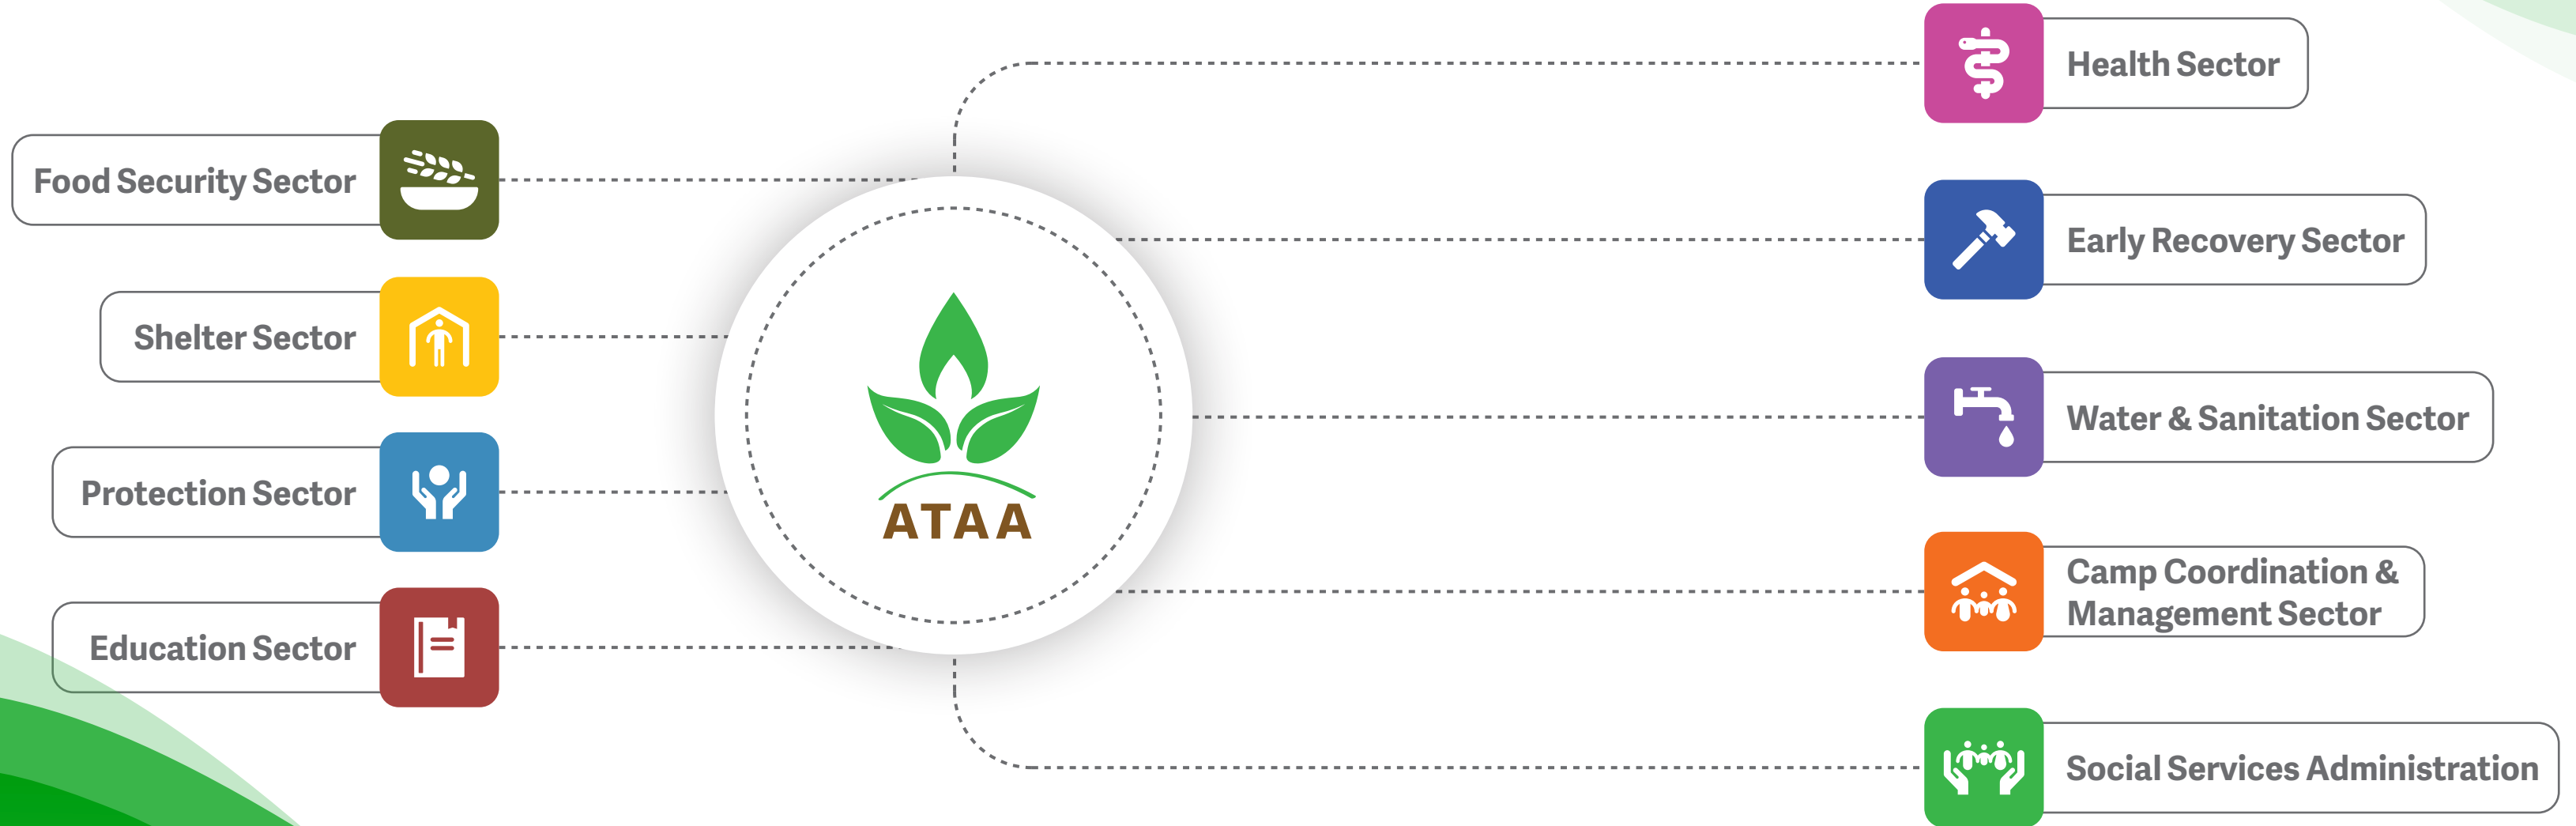 Food Security Sector
Shelter Sector
Protection Sector
Education Sector
ATAA
Health Sector
Early Recovery Sector
Water & Sanitation Sector
Camp Coordination &
Management Sector
Social Services Administration